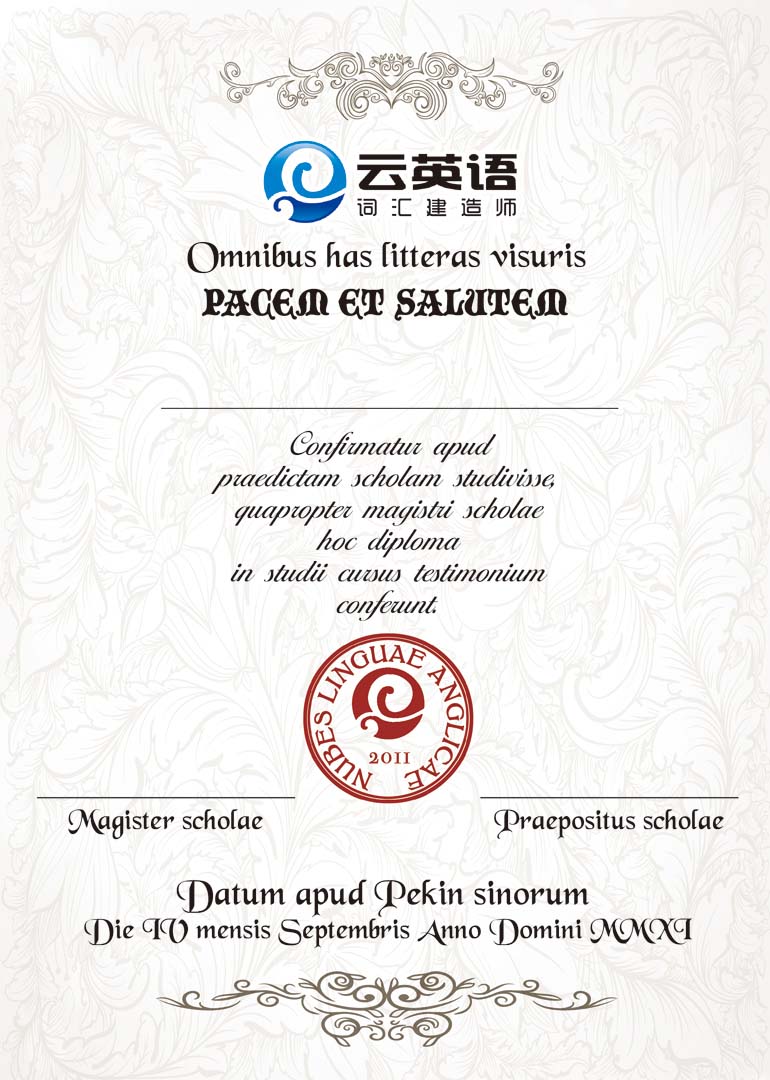 云英语
词汇建造师
Omnibus has litteras visuris
PACEM ET SALUTEM
Confirmatur apud
praedictam scholam studivisse,
quapropter magistri scholae
hoc diploma
in studii cursus testimonium
conferunt.
NUBES LINGUAE ANGLICAE
2011
Magister scholae
Praepositus scholae
Datum apud Pekin sinorum
Die IV mensis Septembris Anno Domini MMXI